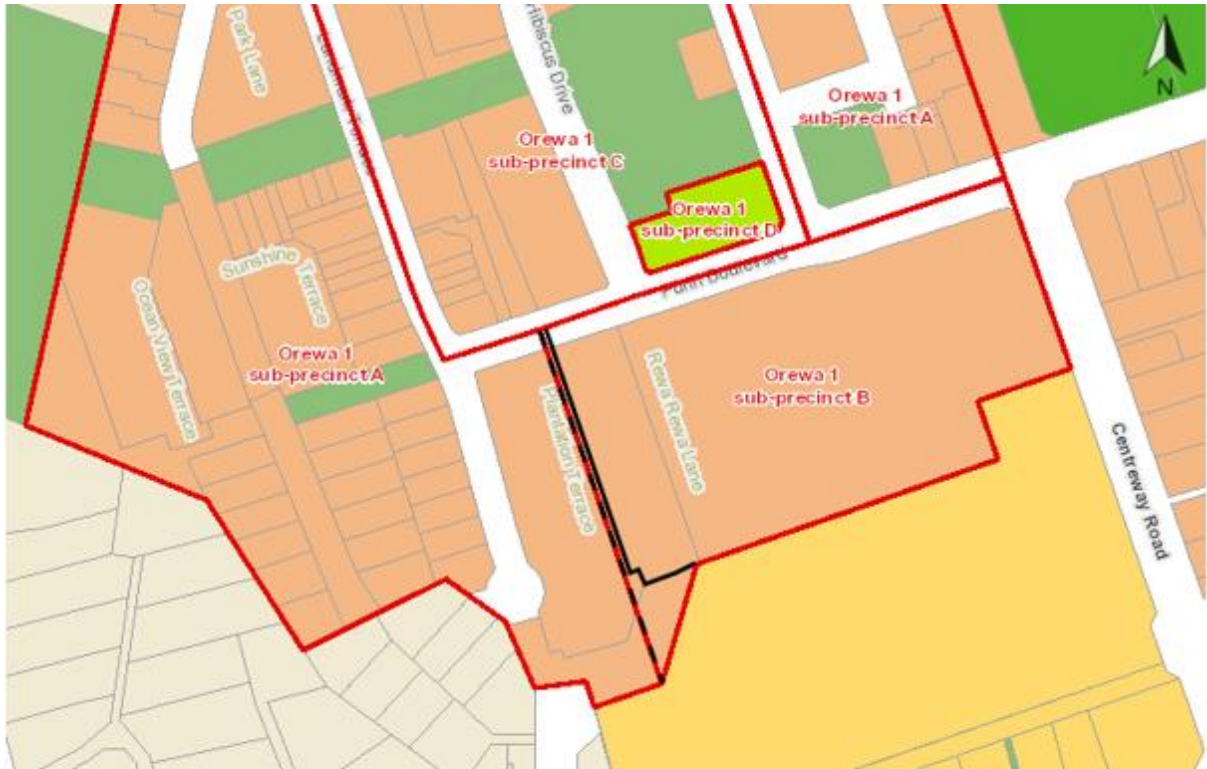 Park Lane
Hibiscus Drive
N
Orewa 1
sub-precinct A
Orewa 1
sub-precinct C
Orewa 1
sub-precinct D
Sunshine Terrace
Ocean View Terrace
Orewa 1
sub-precinct A
Boulevard
Plantation Terrace
Rewa Rewa Lane
Orewa 1
sub-precinct B
Centreway Road